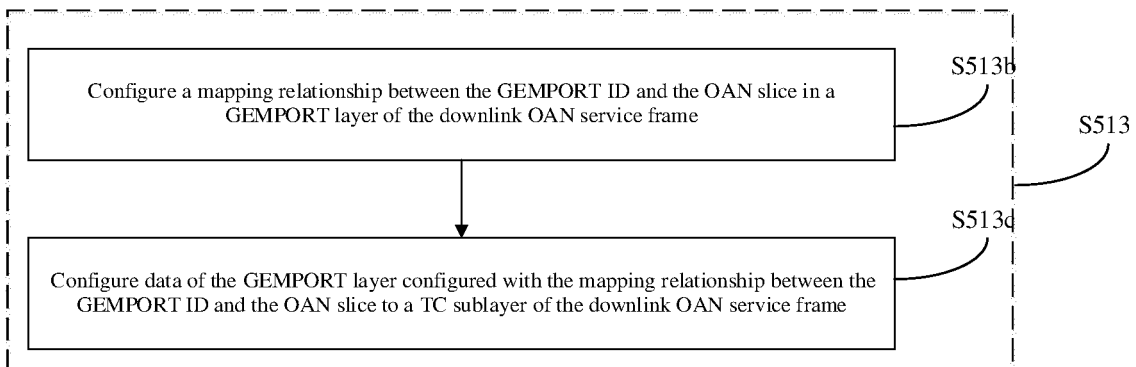 S513b
Configure a mapping relationship between the GEMPORT ID and the OAN slice in a
GEMPORT layer of the downlink OAN service frame
S513
S513c
Configure data of the GEMPORT layer configured with the mapping relationship between the
GEMPORT ID and the OAN slice to a TC sublayer of the downlink OAN service frame